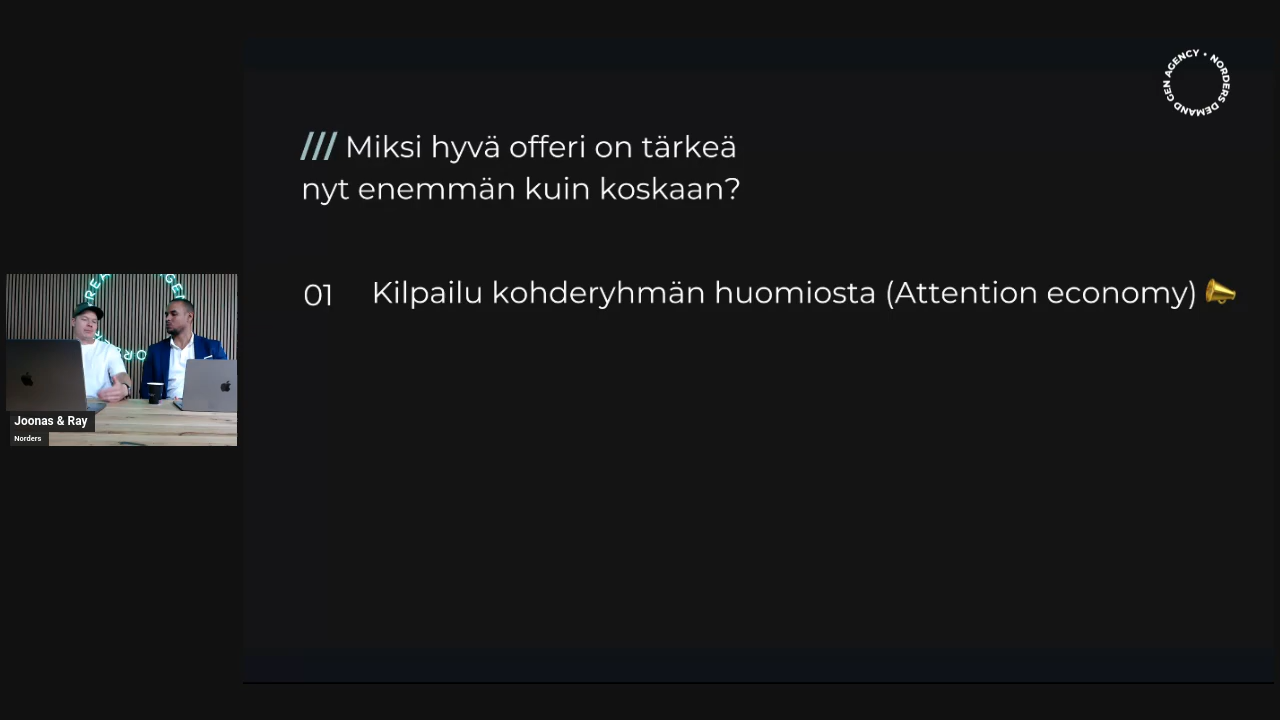 NORDERS DEMAND GEN AGENCY •
/// Miksi hyvä offeri on tärkeä
nyt enemmän kuin koskaan?
01 Kilpailu kohderyhmän huomiosta (Attention economy)
Joonas & Ray
Norders